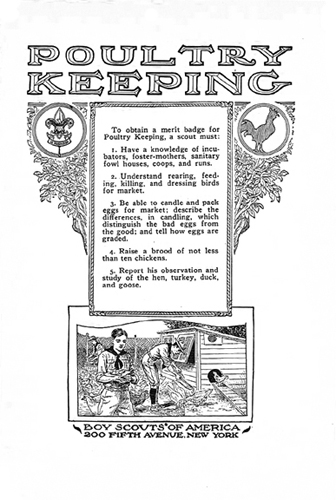 POULTRY
KEEPING
To obtain a merit badge for
Poultry Keeping, a scout must:
1. Have a knowledge of incu-
bators, foster-mothers, sanitary
fowl houses, coops, and runs.
2. Understand rearing, feed-
ing, killing, and dressing birds
for market.
3. Be able to candle and pack
eggs for market; describe the
differences, in candling, which
distinguish the bad eggs from
the good; and tell how eggs are
graded.
4. Raise a brood of not less
than ten chickens.
5. Report his observation and
study of the hen, turkey, duck,
and goose.
BOY SCOUTS OF AMERICA
200 FIFTH AVENUE, NEW YORK